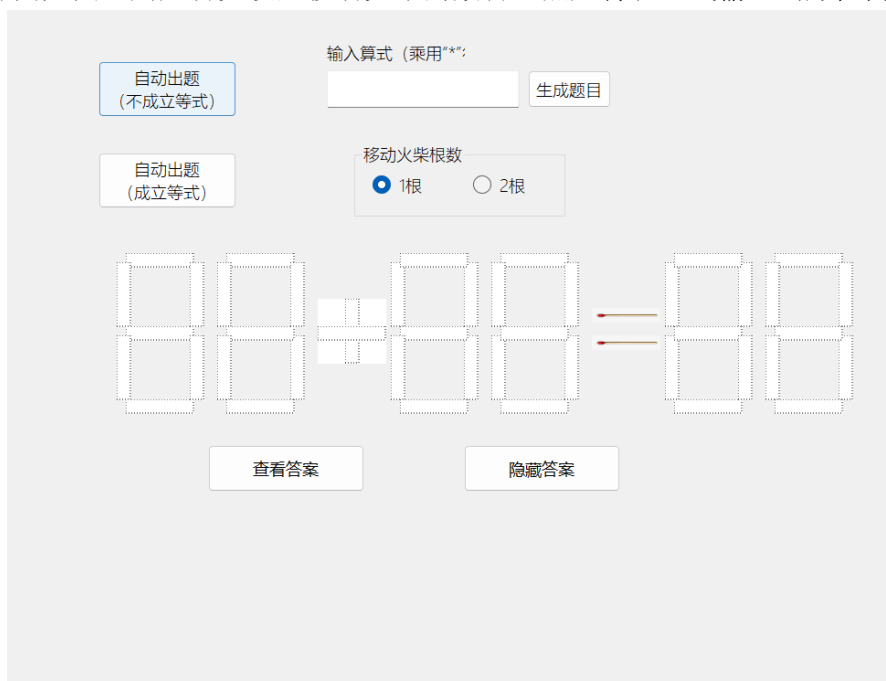 输入算式（乘用"*"
自动出题
（不成立等式）
生成题目
移动火柴根数
自动出题
（成立等式）
1根
2根
查看答案
隐藏答案